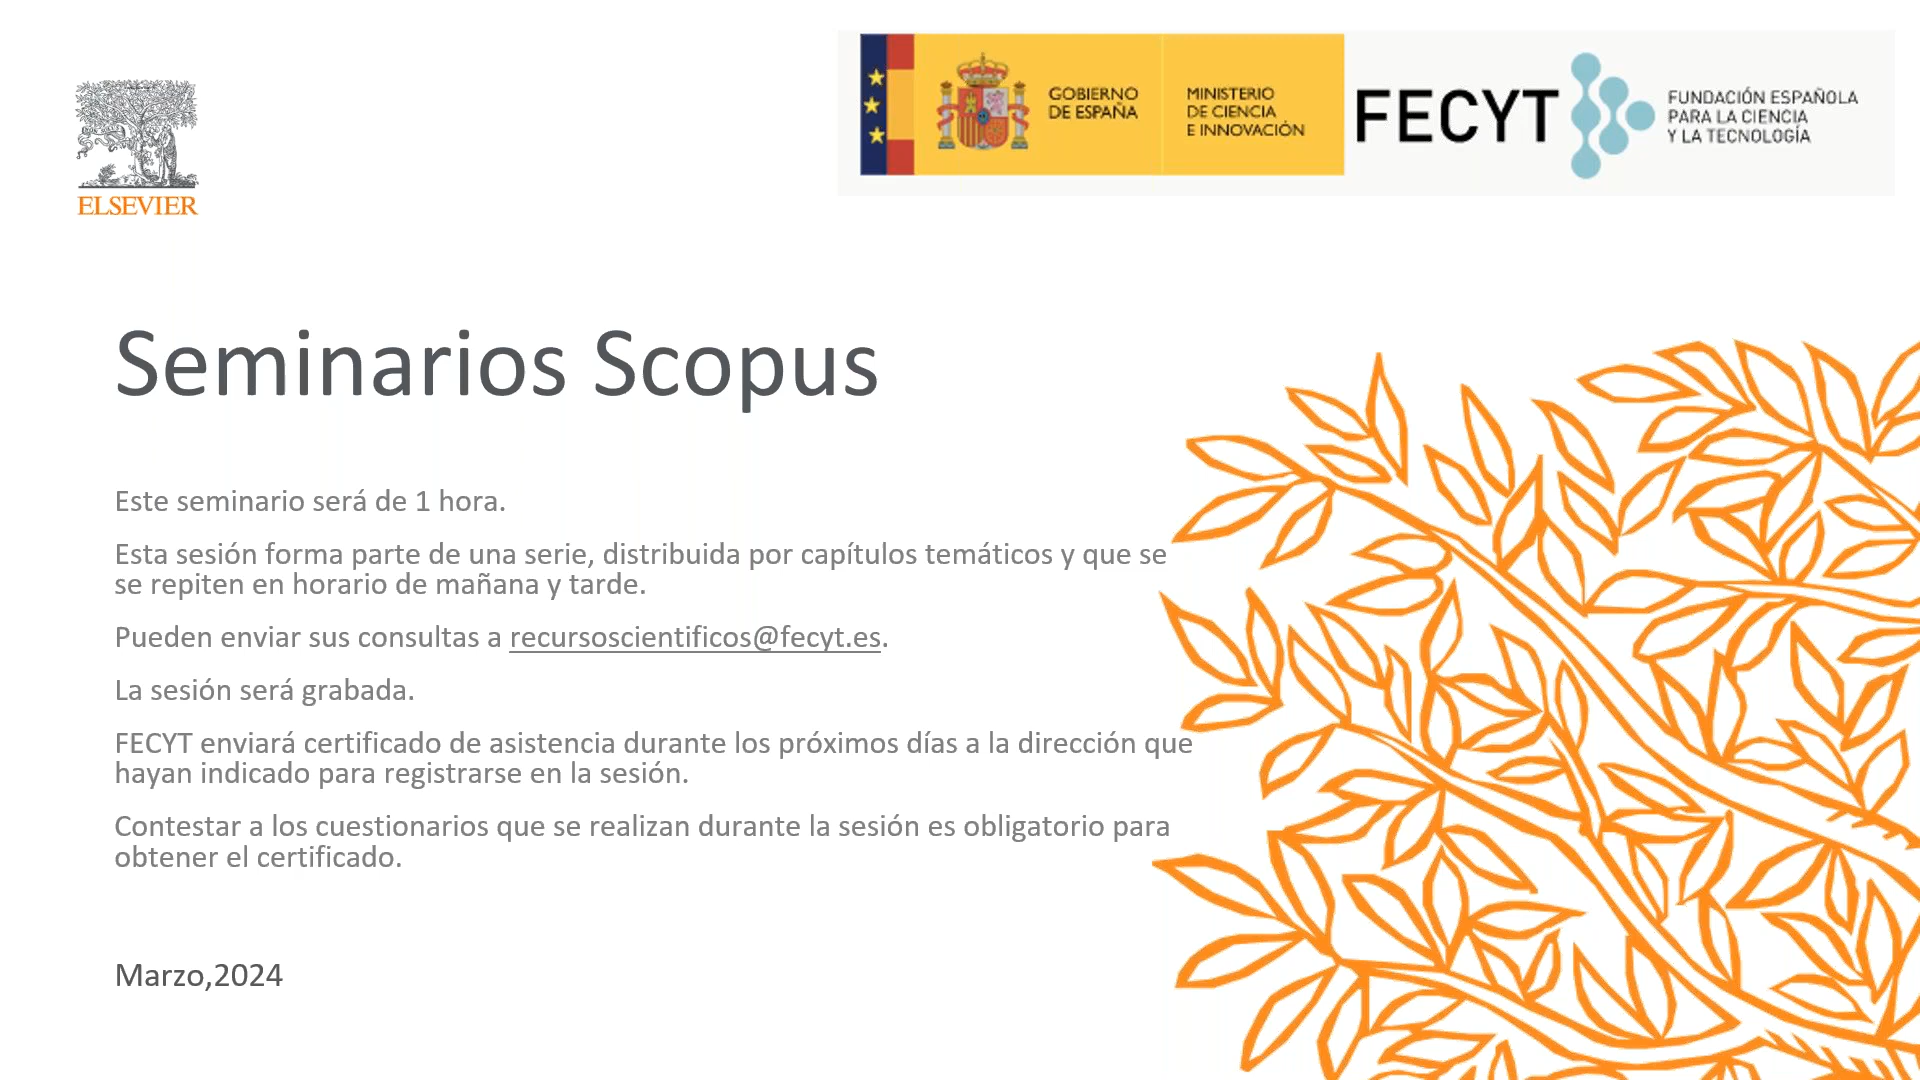 ELSEVIER
GOBIERNO
DE ESPAÑA
MINISTERIO
DE CIENCIA
E INNOVACIÓN
FECYT
FUNDACIÓN ESPAÑOLA
PARA LA CIENCIA
Y LA TECNOLOGÍA
Seminarios Scopus
Este seminario será de 1 hora.
Esta sesión forma parte de una serie, distribuida por capítulos temáticos y que se
se repiten en horario de mañana y tarde.
Pueden enviar sus consultas a recursoscientificos@fecyt.es.
La sesión será grabada.
FECYT enviará certificado de asistencia durante los próximos días a la dirección que
hayan indicado para registrarse en la sesión.
Contestar a los cuestionarios que se realizan durante la sesión es obligatorio para
obtener el certificado.
Marzo,2024